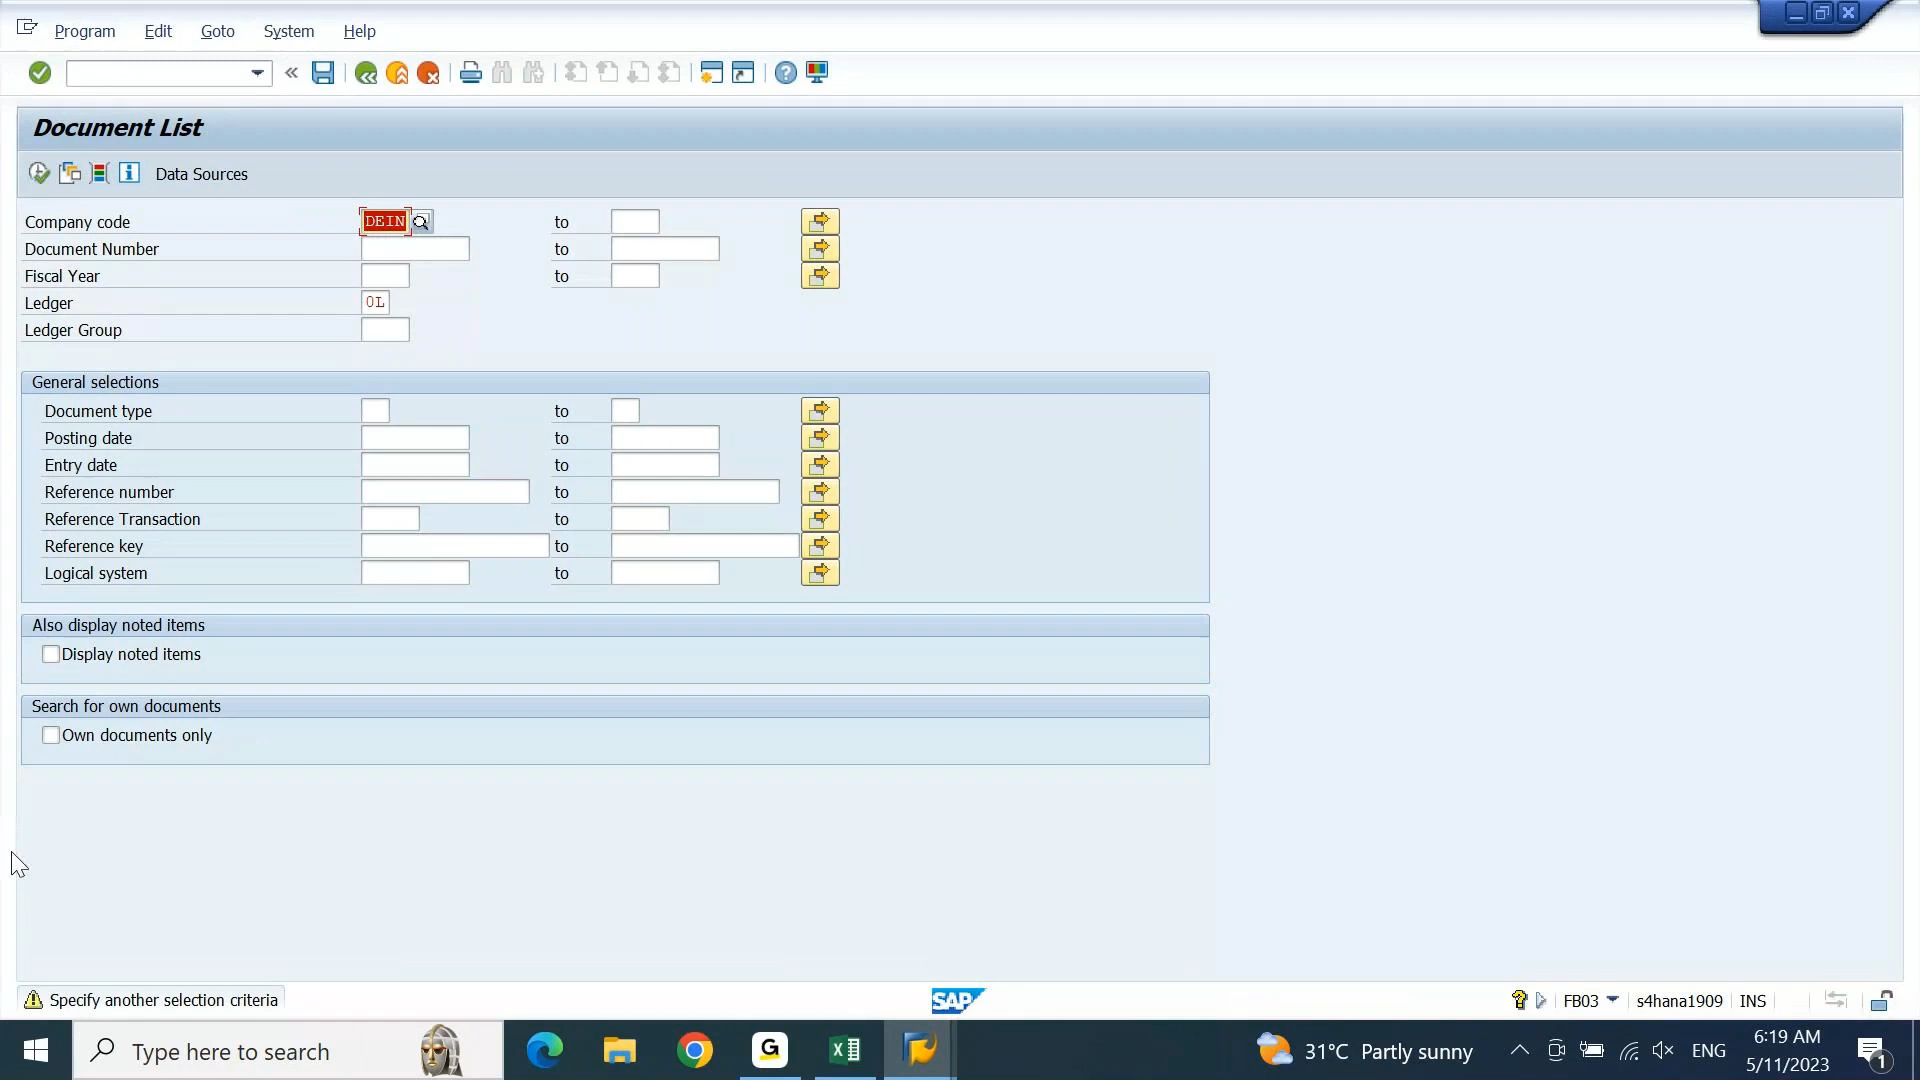 Program Edit Goto System Help
Document List
Data Sources
Company code DEIN to
Document Number to
Fiscal Year to
Ledger 0L
Ledger Group
General selections
Document type to
Posting date to
Entry date to
Reference number to
Reference Transaction to
Reference key to
Logical system to
Also display noted items
Display noted items
Search for own documents
Own documents only
Specify another selection criteria
SAP
FB03 s4hana1909 INS
Type here to search
G
31°C Partly sunny
ENG
6:19 AM
5/11/2023
1